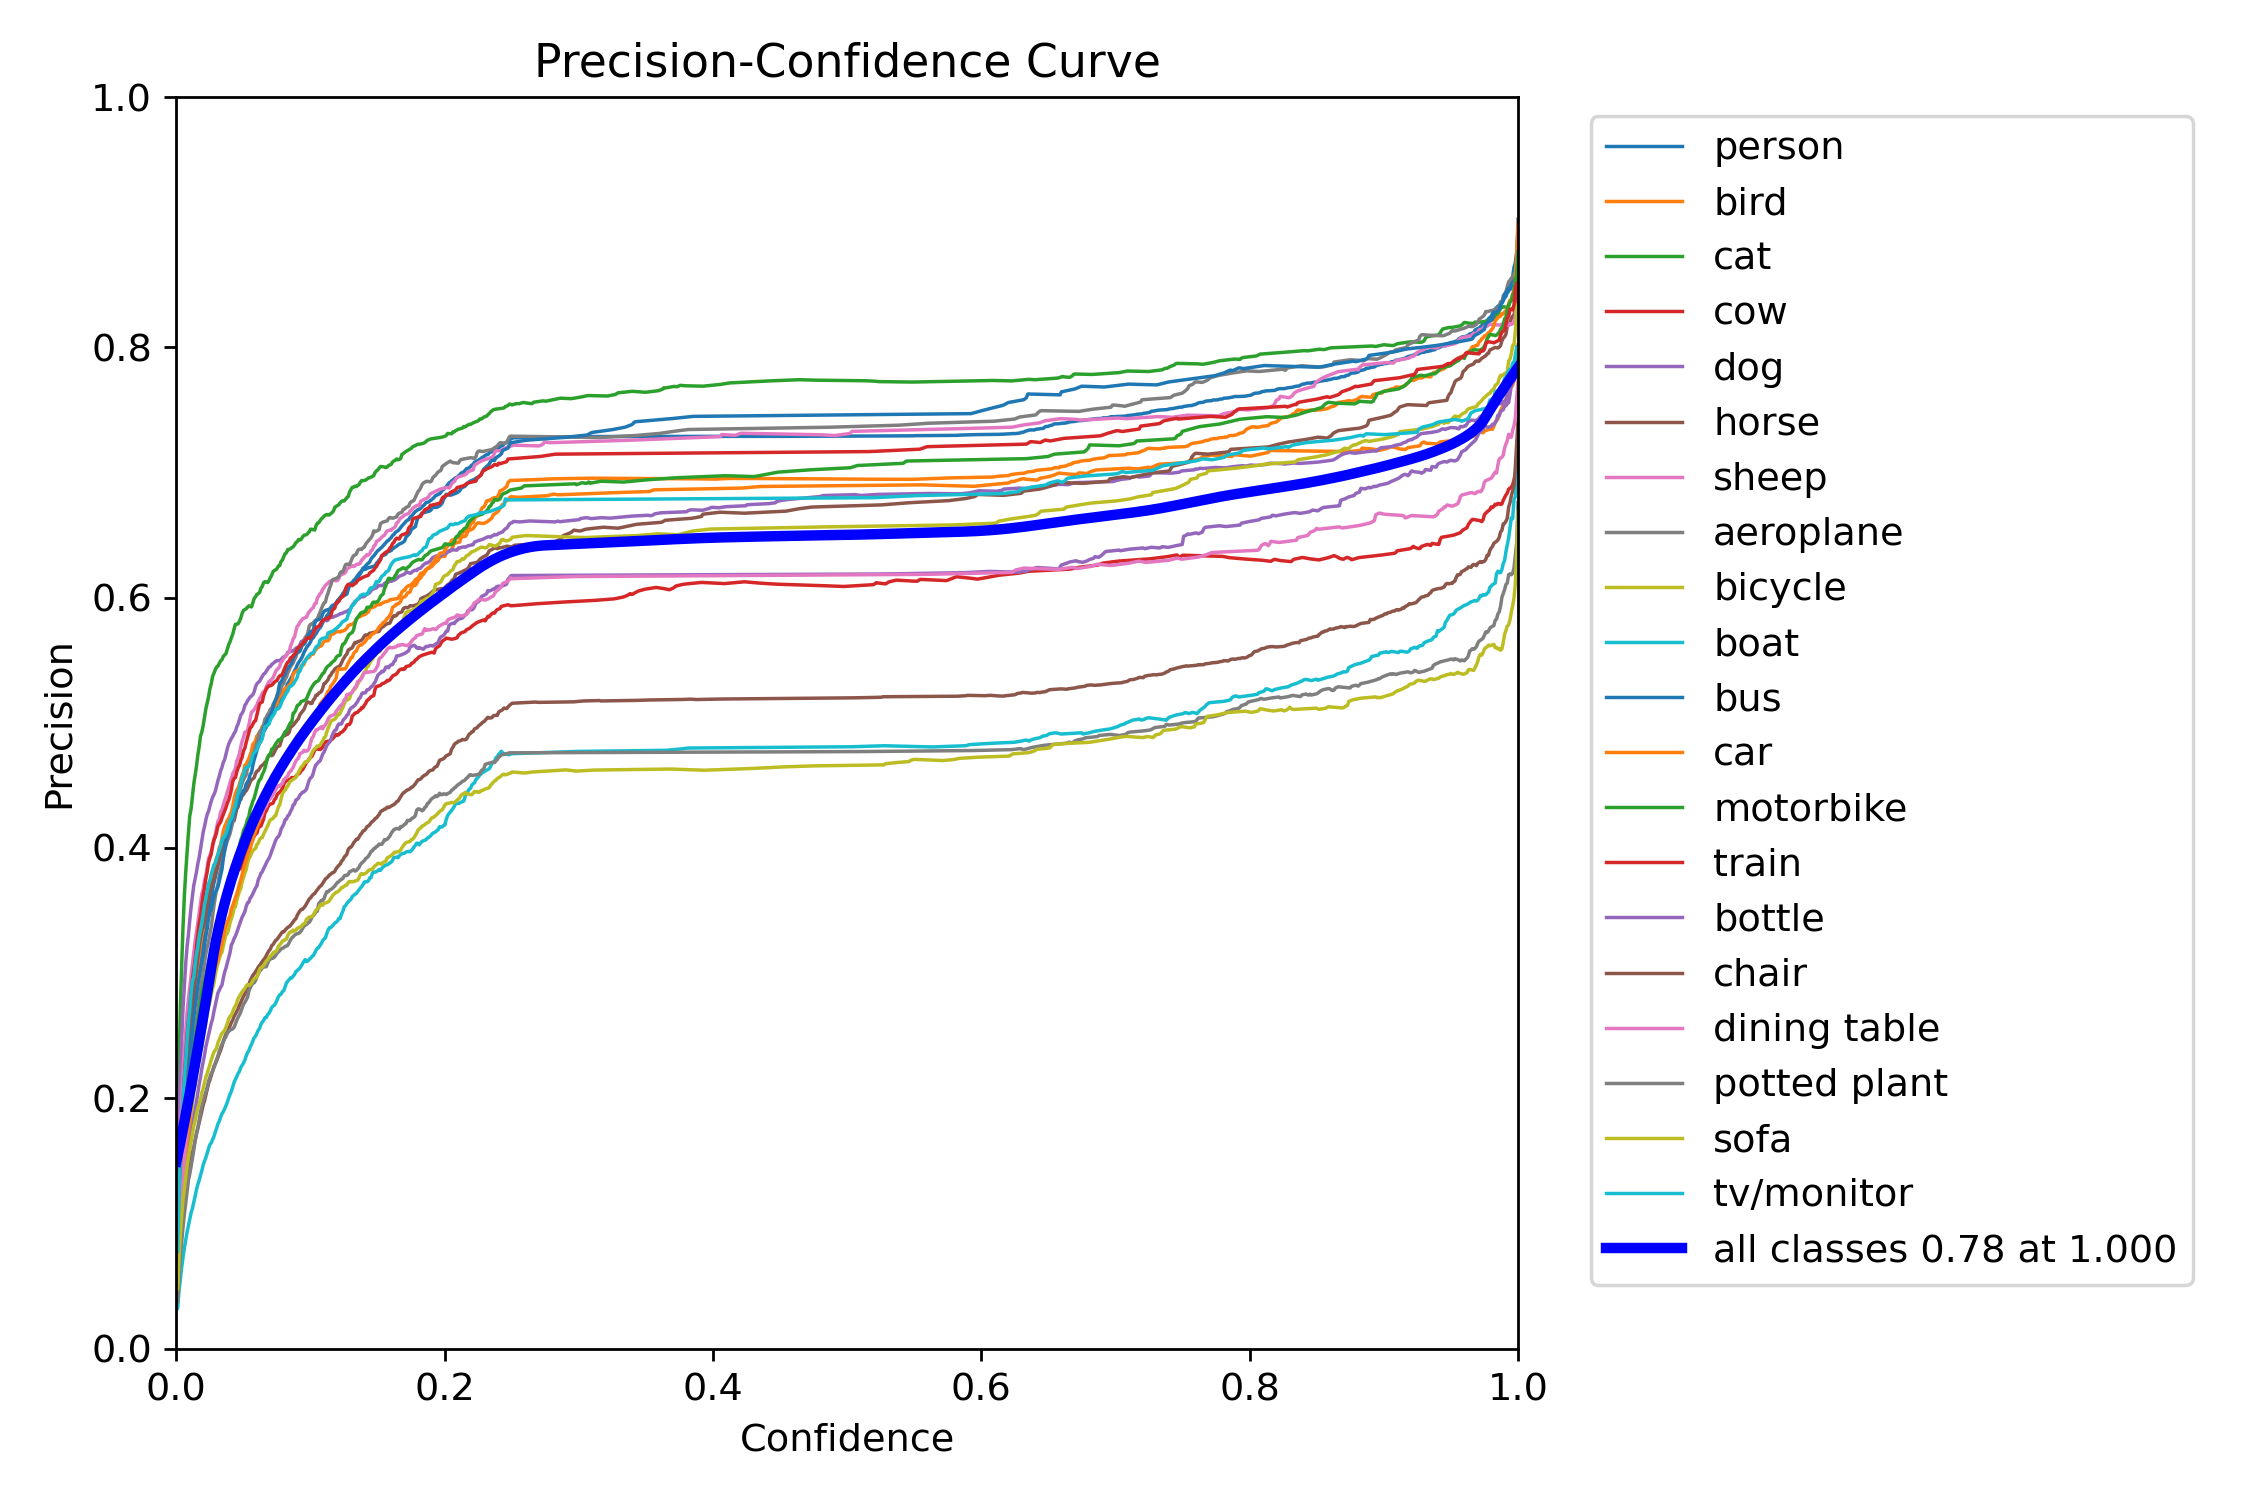 Precision-Confidence Curve
1.0
0.8
0.6
0.4
0.2
0.0
Precision
0.0 0.2 0.4 0.6 0.8 1.0
Confidence
person
bird
cat
cow
dog
horse
sheep
aeroplane
bicycle
boat
bus
car
motorbike
train
bottle
chair
dining table
potted plant
sofa
tv/monitor
all classes 0.78 at 1.000